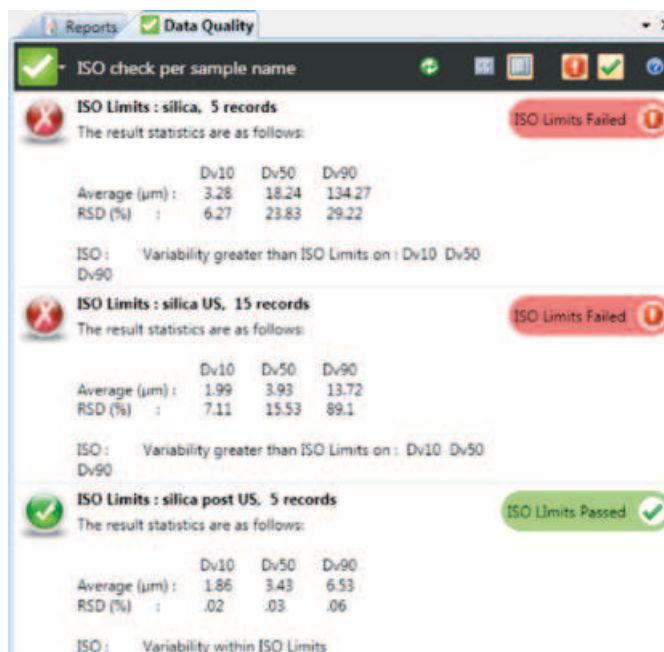 Reports Data Quality
ISO check per sample name
ISO Limits : silica, 5 records
ISO Limits Failed
The result statistics are as follows:
Dv10 Dv50 Dv90
Average (µm) : 3.28 18.24 134.27
RSD (%) : 6.27 23.83 29.22
ISO : Variability greater than ISO Limits on : Dv10 Dv50
Dv90
ISO Limits : silica US, 15 records
ISO Limits Failed
The result statistics are as follows:
Dv10 Dv50 Dv90
Average (µm) : 1.99 3.93 13.72
RSD (%) : 7.11 15.53 89.1
ISO : Variability greater than ISO Limits on : Dv10 Dv50
Dv90
ISO Limits : silica post US, 5 records
ISO LImits Passed
The result statistics are as follows:
Dv10 Dv50 Dv90
Average (µm) : 1.86 3.43 6.53
RSD (%) : .02 .03 .06
ISO : Variability within ISO Limits